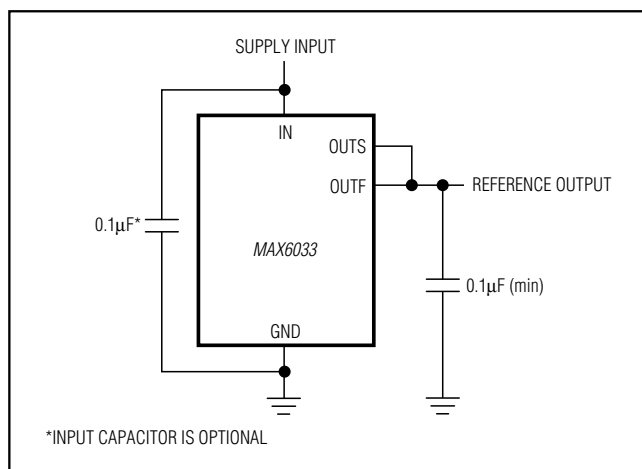 SUPPLY INPUT
IN
OUTS
OUTF
REFERENCE OUTPUT
0.1μF*
MAX6033
0.1μF (min)
GND
*INPUT CAPACITOR IS OPTIONAL